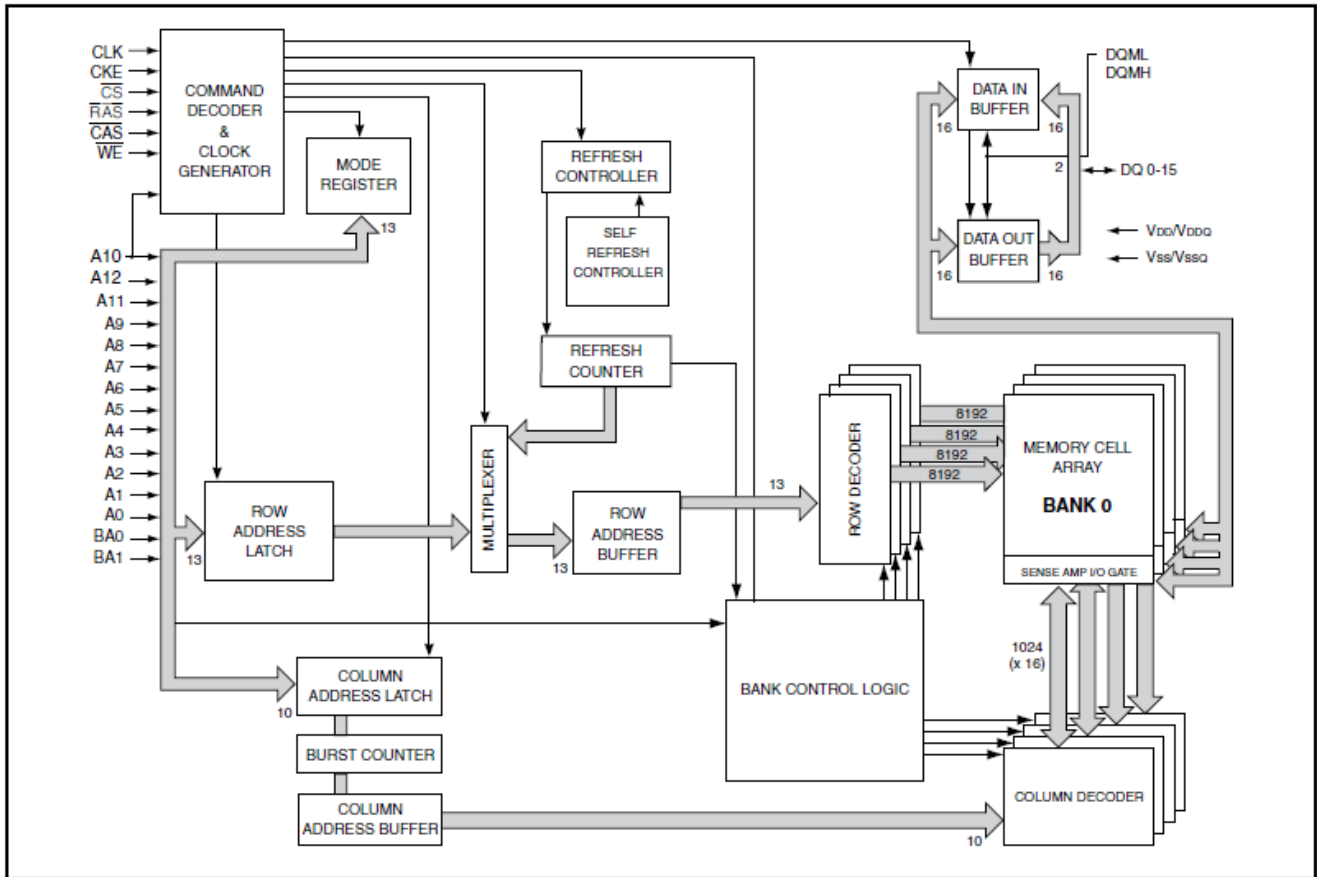 CLK
CKE
CS
RAS
CAS
WE
A10
A12
A11
A9
A8
A7
A6
A5
A4
A3
A2
A1
A0
BA0
BA1
COMMAND
DECODER
&
CLOCK
GENERATOR
MODE
REGISTER
13
REFRESH
CONTROLLER
SELF
REFRESH
CONTROLLER
REFRESH
COUNTER
DATA IN
BUFFER
16
16
2
DATA OUT
BUFFER
16
16
DQML
DQMH
DQ 0-15
VDD/VDDQ
VSS/VSSQ
13
ROW
ADDRESS
LATCH
MULTIPLEXER
13
ROW
ADDRESS
BUFFER
13
ROW DECODER
8192
8192
8192
8192
MEMORY CELL
ARRAY
BANK 0
SENSE AMP I/O GATE
10
COLUMN
ADDRESS LATCH
BURST COUNTER
COLUMN
ADDRESS BUFFER
BANK CONTROL LOGIC
1024
(x 16)
COLUMN DECODER
10